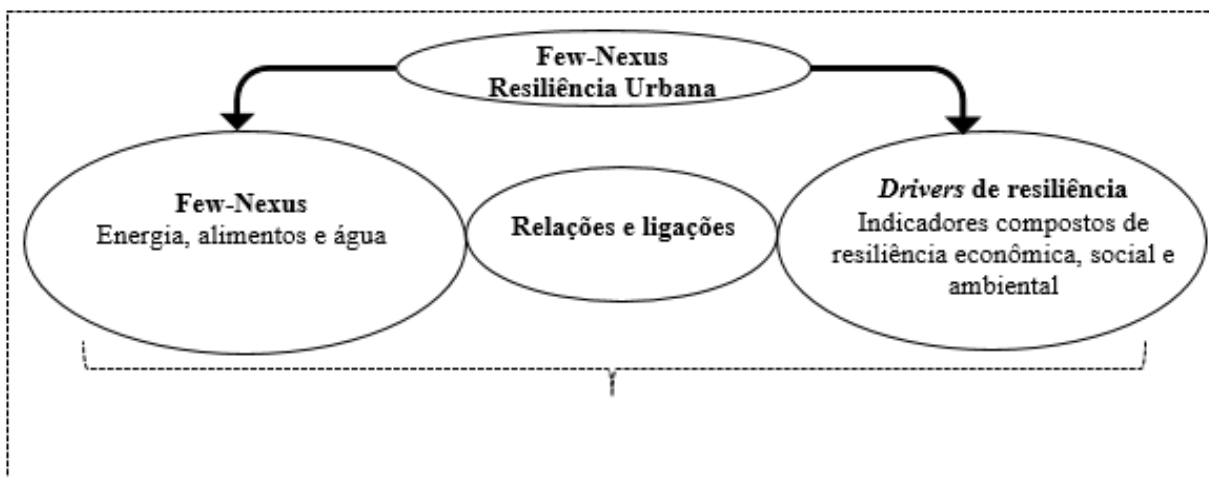 Few-Nexus
Resiliência Urbana
Few-Nexus
Energia, alimentos e água
Relações e ligações
Drivers de resiliência
Indicadores compostos de
resiliência econômica, social e
ambiental